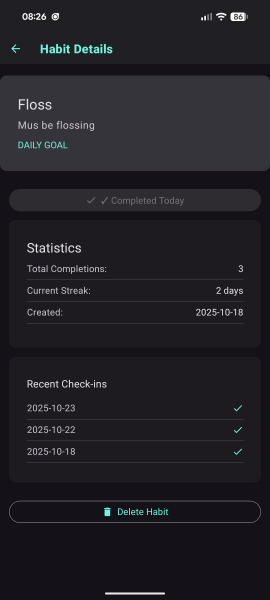 08:26
86
Habit Details
Floss
Mus be flossing
DAILY GOAL
✓ Completed Today
Statistics
Total Completions: 3
Current Streak: 2 days
Created: 2025-10-18
Recent Check-ins
2025-10-23
2025-10-22
2025-10-18
Delete Habit